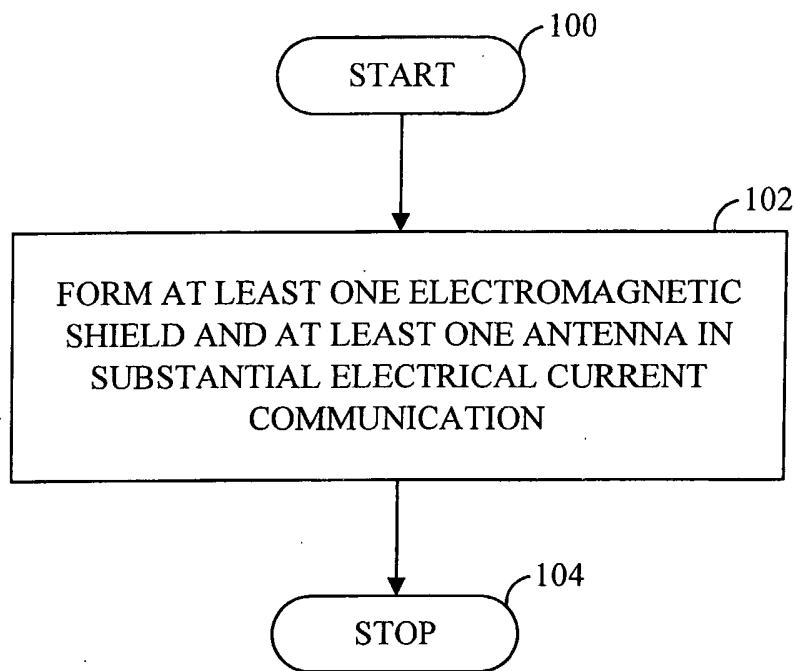 100
START
102
FORM AT LEAST ONE ELECTROMAGNETIC
SHIELD AND AT LEAST ONE ANTENNA IN
SUBSTANTIAL ELECTRICAL CURRENT
COMMUNICATION
104
STOP